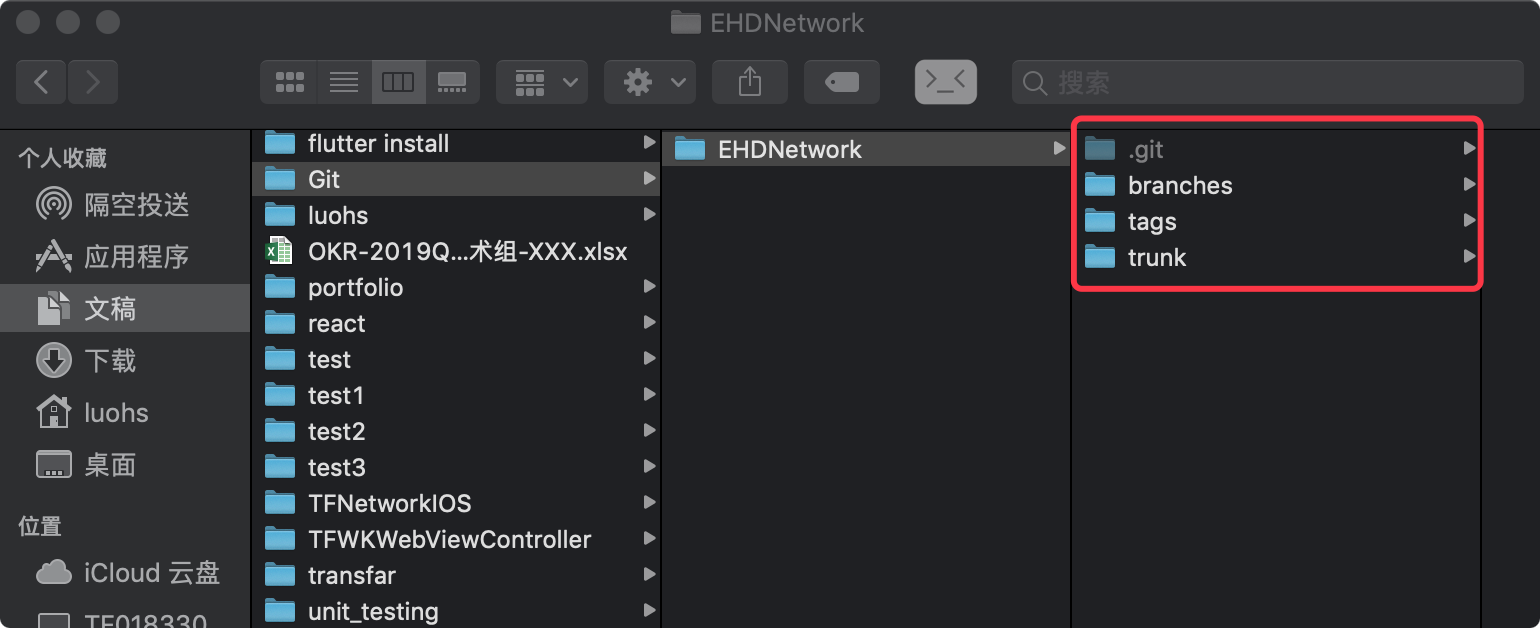 EHDNetwork
搜索
个人收藏
隔空投送
应用程序
文稿
下载
luohs
桌面
位置
iCloud 云盘
TF018330
flutter install
Git
luohs
OKR-2019Q...术组-XXX.xlsx
portfolio
react
test
test1
test2
test3
TFNetworkIOS
TFWKWebViewController
transfar
unit_testing
EHDNetwork
.git
branches
tags
trunk